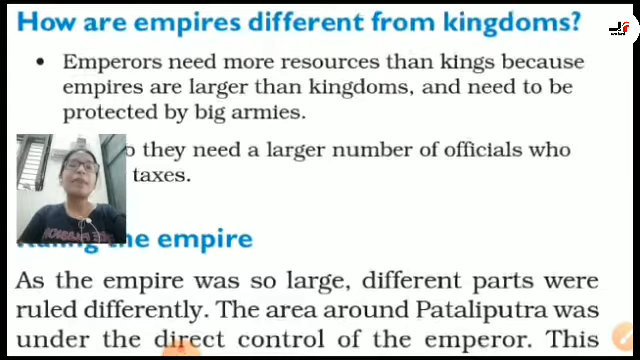 How are empires different from kingdoms?
• Emperors need more resources than kings because
empires are larger than kingdoms, and need to be
protected by big armies.
they need a larger number of officials who
taxes.
the empire
As the empire was so large, different parts were
ruled differently. The area around Pataliputra was
under the direct control of the emperor. This